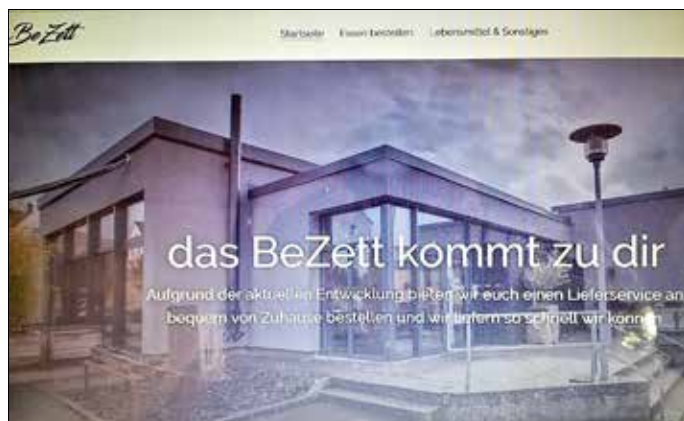 BeZett
Startseite Essen bestellen Lebensmittel & Sonstiges
das BeZett kommt zu dir
Aufgrund der aktuellen Entwicklung bieten wir euch einen Lieferservice an
bequem von Zuhause bestellen und wir liefern so schnell wir können